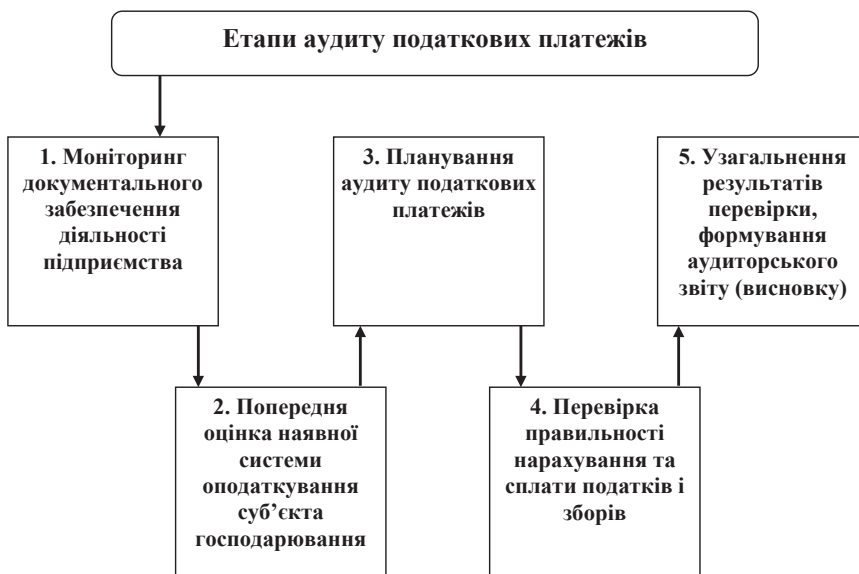 Етапи аудиту податкових платежів
1. Моніторинг
документального
забезпечення
діяльності
підприємства
2. Попередня
оцінка наявної
системи
оподаткування
суб’єкта
господарювання
3. Планування
аудиту податкових
платежів
4. Перевірка
правильності
нарахування та
сплати податків і
зборів
5. Узагальнення
результатів
перевірки,
формування
аудиторського
звіту (висновку)